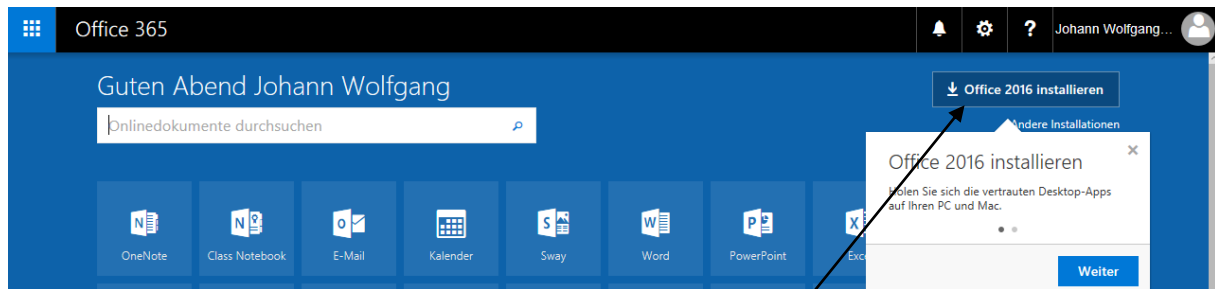 Office 365
? Johann Wolfgang...
Guten Abend Johann Wolfgang
Office 2016 installieren
Onlinedokumente durchsuchen
Andere Installationen
Office 2016 installieren
Holen Sie sich die vertrauten Desktop-Apps
auf Ihren PC und Mac.
OneNote Class Notebook E-Mail Kalender Sway Word PowerPoint
Weiter